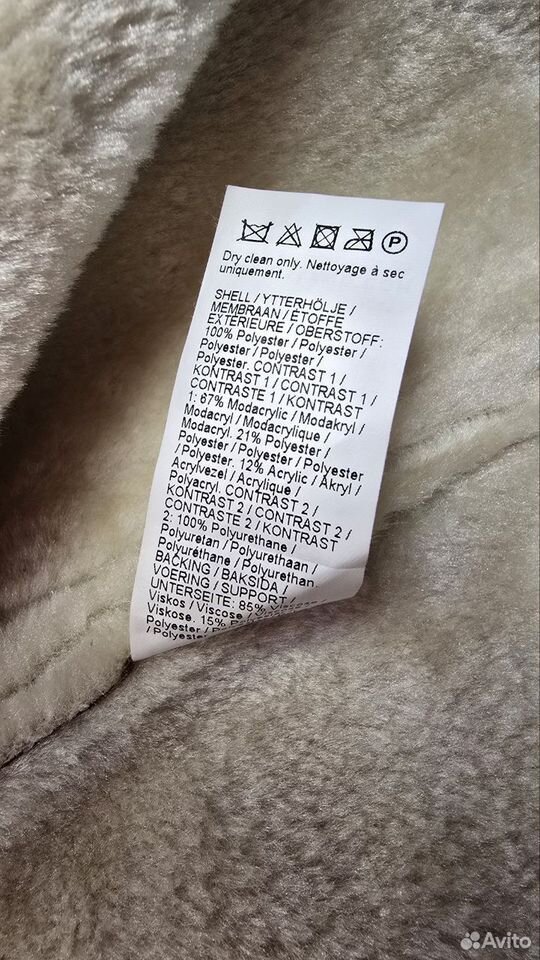 P
Dry clean only. Nettoyage à sec
uniquement.
SHELL / YTTERHÖLJE /
MEMBRAAN / ÉTOFFE
EXTÉRIEURE / OBERSTOFF:
100% Polyester / Polyester /
Polyester / Polyester /
Polyester. CONTRAST 1 /
KONTRAST 1 / CONTRAST 1 /
CONTRASTE 1 / KONTRAST
1: 67% Modacrylic / Modakryl /
Modacryl / Modacrylique /
Modacryl. 21% Polyester /
Polyester / Polyester / Polyester
/ Polyester. 12% Acrylic / Akryl /
Acrylvezel / Acrylique /
Polyacryl. CONTRAST 2 /
KONTRAST 2 / CONTRAST 2 /
CONTRASTE 2 / KONTRAST
2: 100% Polyurethane /
Polyuretan / Polyurethaan /
Polyuréthane / Polyurethan.
BACKING / BAKSIDA /
VOERING / SUPPORT /
UNTERSEITE: 85% Viscose /
Viskos / Viscose /
Viskose. 15%
Polyester /
/ Polyester
Avito